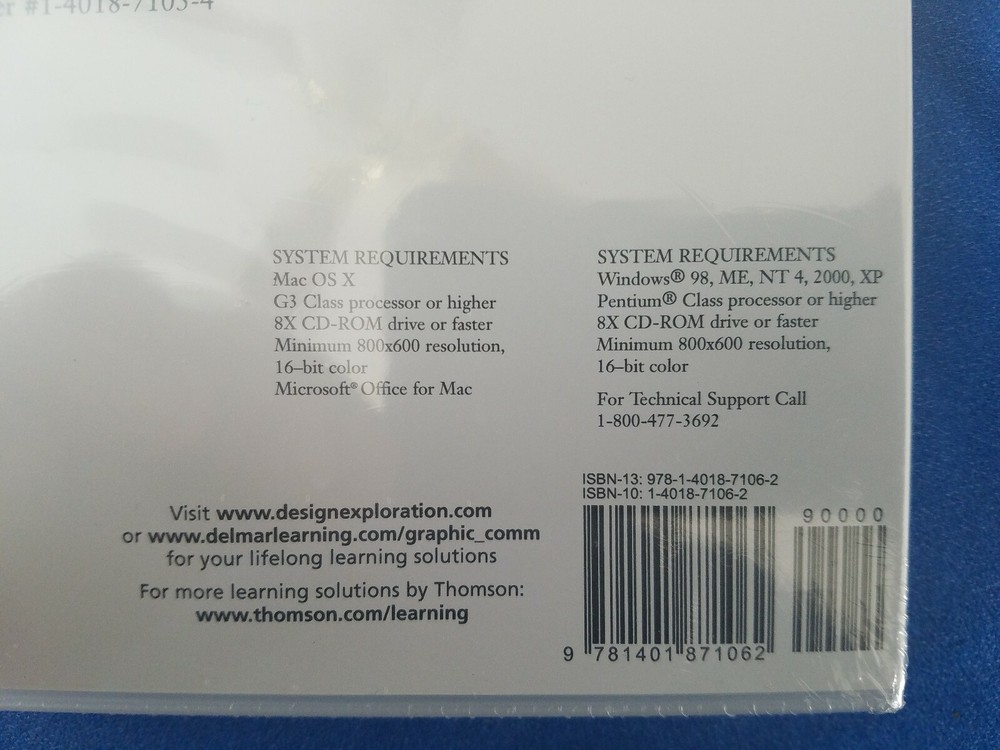 #1-4018-7105-4
SYSTEM REQUIREMENTS
Mac OS X
G3 Class processor or higher
8X CD-ROM drive or faster
Minimum 800x600 resolution,
16–bit color
Microsoft® Office for Mac
SYSTEM REQUIREMENTS
Windows® 98, ME, NT 4, 2000, XP
Pentium® Class processor or higher
8X CD-ROM drive or faster
Minimum 800x600 resolution,
16–bit color
For Technical Support Call
1-800-477-3692
Visit www.designexploration.com
or www.delmarlearning.com/graphic_comm
for your lifelong learning solutions
For more learning solutions by Thomson:
www.thomson.com/learning
ISBN-13: 978-1-4018-7106-2
ISBN-10: 1-4018-7106-2
90000
9 781401 871062